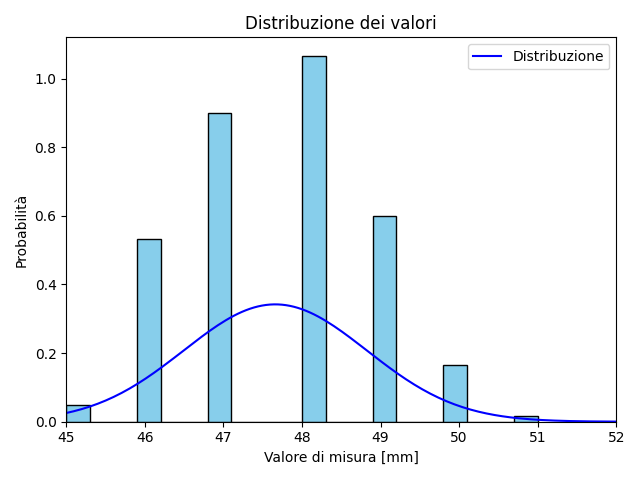 Distribuzione dei valori
Distribuzione
Probabilità
1.0
0.8
0.6
0.4
0.2
0.0
45 46 47 48 49 50 51 52
Valore di misura [mm]